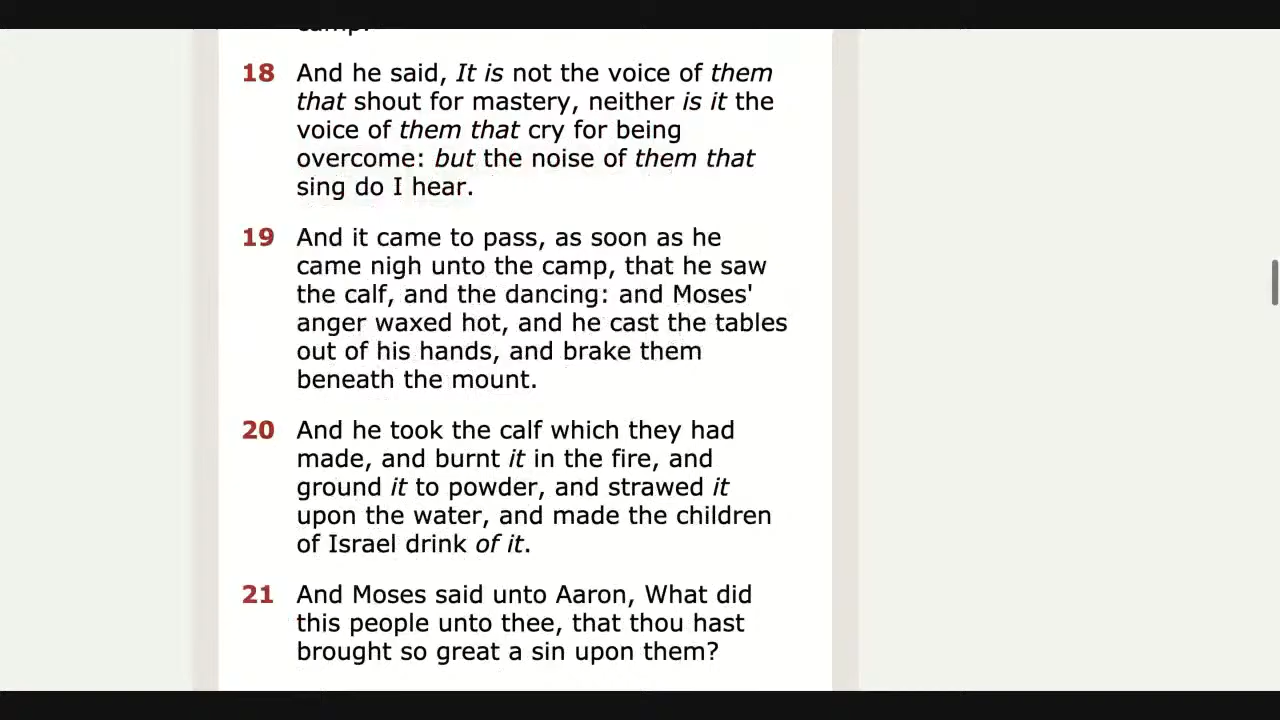 camp.
18 And he said, It is not the voice of them
that shout for mastery, neither is it the
voice of them that cry for being
overcome: but the noise of them that
sing do I hear.
19 And it came to pass, as soon as he
came nigh unto the camp, that he saw
the calf, and the dancing: and Moses'
anger waxed hot, and he cast the tables
out of his hands, and brake them
beneath the mount.
20 And he took the calf which they had
made, and burnt it in the fire, and
ground it to powder, and strawed it
upon the water, and made the children
of Israel drink of it.
21 And Moses said unto Aaron, What did
this people unto thee, that thou hast
brought so great a sin upon them?